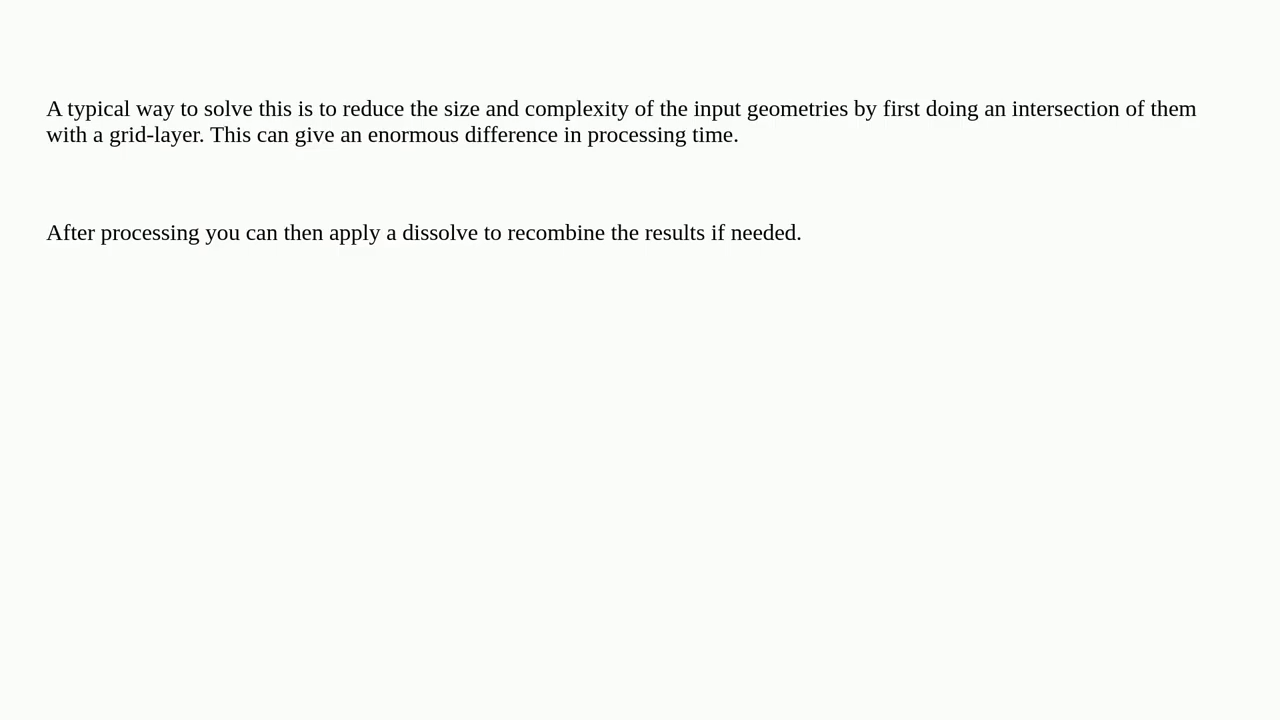 A typical way to solve this is to reduce the size and complexity of the input geometries by first doing an intersection of them
with a grid-layer. This can give an enormous difference in processing time.
After processing you can then apply a dissolve to recombine the results if needed.